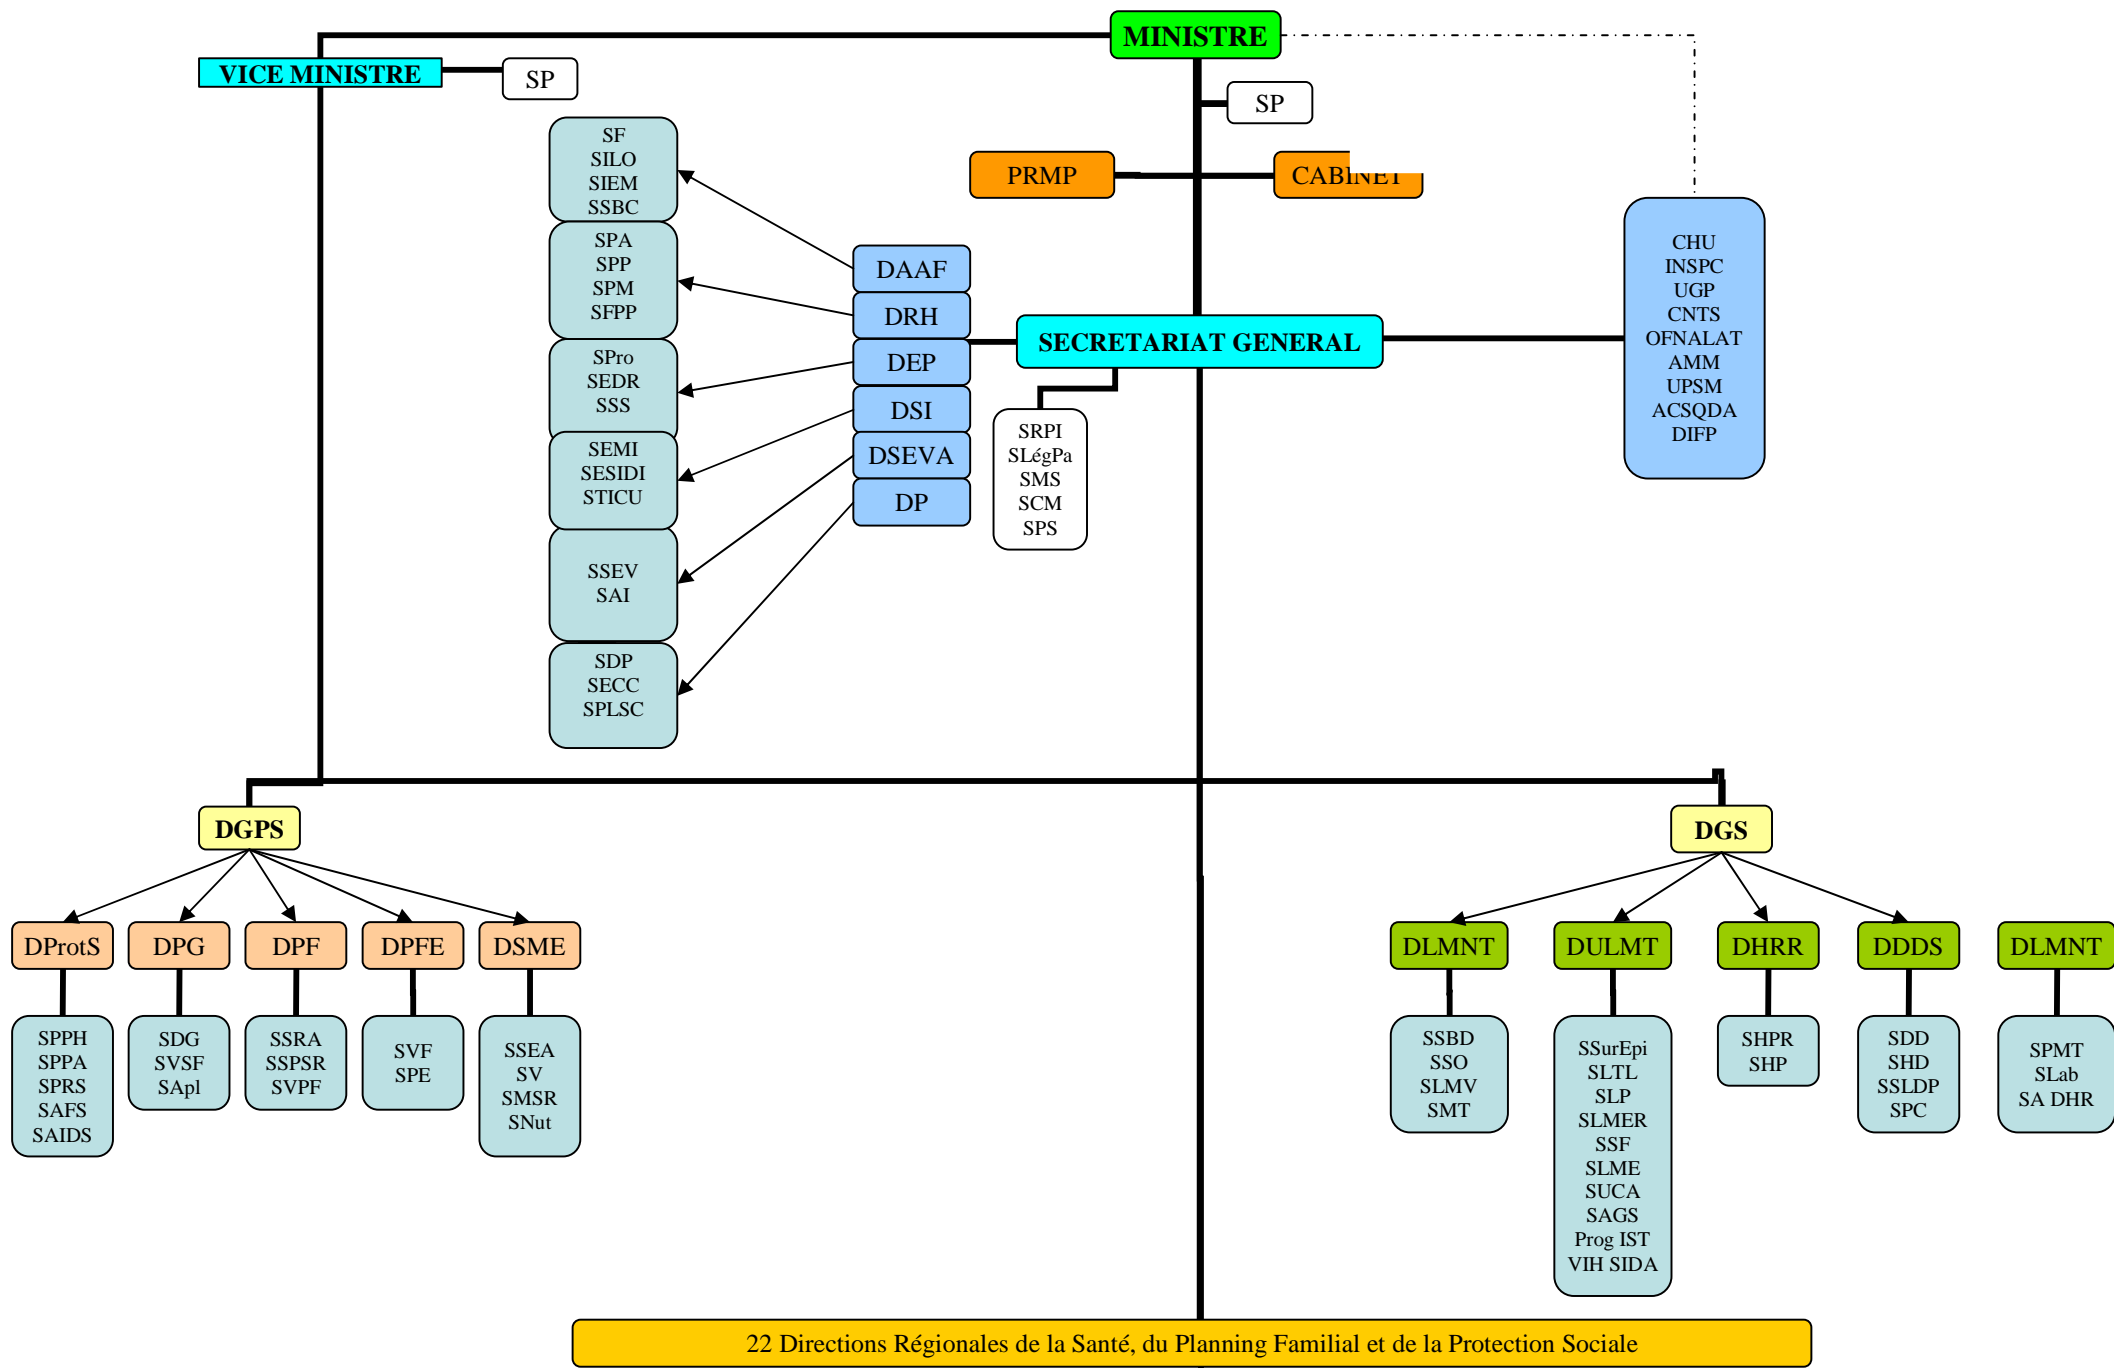 MINISTRE
VICE MINISTRE
SP
SP
PRMP
CABINET
SF
SILO
SIEM
SSBC
SPA
SPP
SPM
SFPP
SPro
SEDR
SSS
SEMI
SESIDI
STICU
SSEV
SAI
SDP
SECC
SPLSC
DAAF
DRH
DEP
DSI
DSEVA
DP
SECRETARIAT GENERAL
SRPI
SLégPa
SMS
SCM
SPS
CHU
INSPC
UGP
CNTS
OFNALAT
AMM
UPSM
ACSQDA
DIFP
DGPS
DGS
DProtS
DPG
DPF
DPFE
DSME
DLMNT
DULMT
DHRR
DDDS
DLMNT
SPPH
SPPA
SPRS
SAFS
SAIDS
SDG
SVSF
SApl
SSRA
SSPSR
SVPF
SVF
SPE
SSEA
SV
SMSR
SNut
SSBD
SSO
SLMV
SMT
SSurEpi
SLTL
SLP
SLMER
SSF
SLME
SUCA
SAGS
Prog IST
VIH SIDA
SHPR
SHP
SDD
SHD
SSLDP
SPC
SPMT
SLab
SA DHR
22 Directions Régionales de la Santé, du Planning Familial et de la Protection Sociale